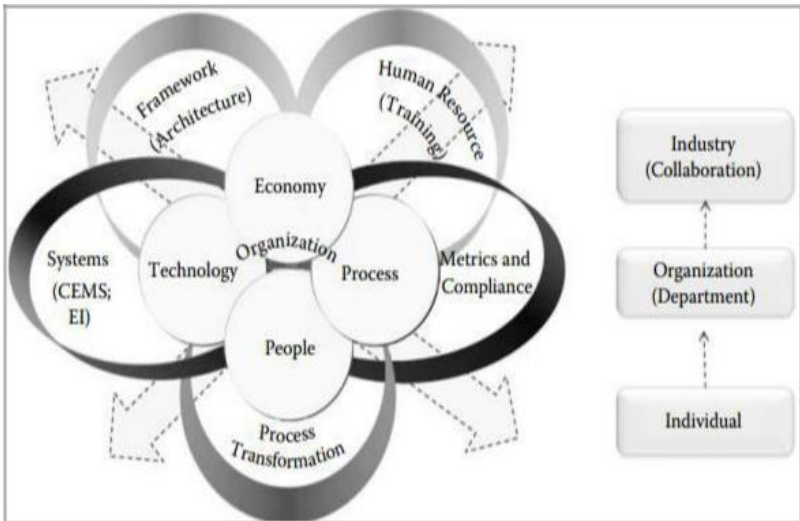 Framework
(Architecture)
Human Resource
(Training)
Economy
Organization
Systems
(CEMS;
EI)
Technology
Process
Metrics and
Compliance
People
Process
Transformation
Industry
(Collaboration)
Organization
(Department)
Individual